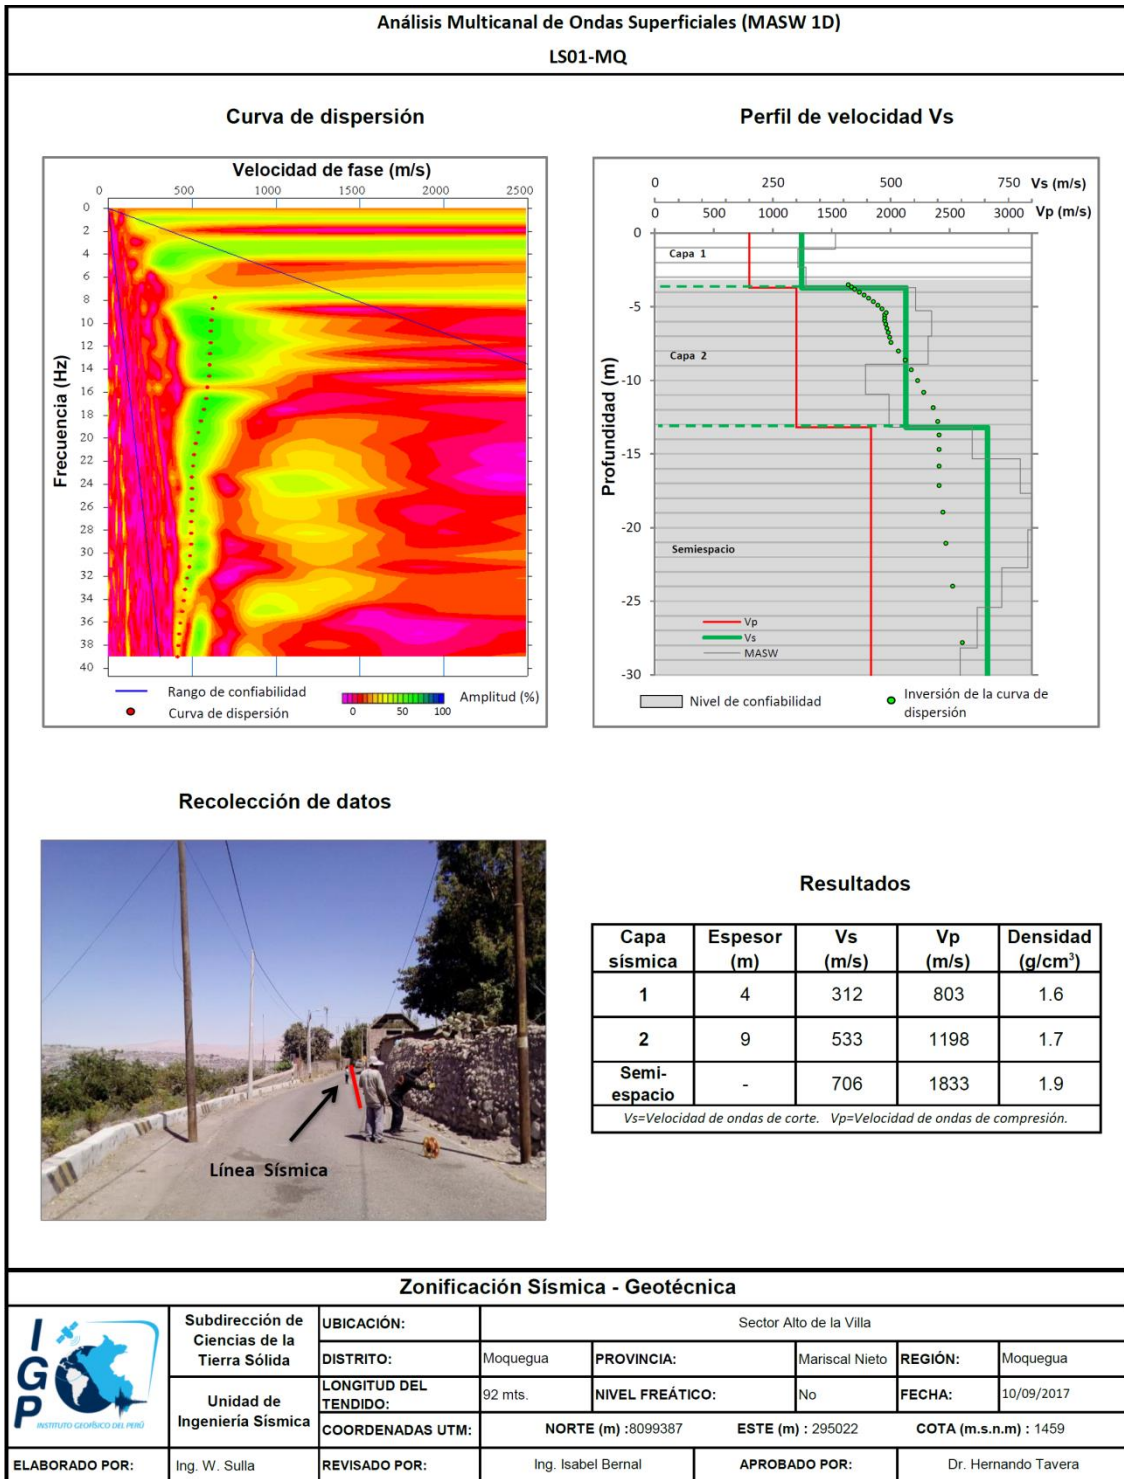 Análisis Multicanal de Ondas Superficiales (MASW 1D)
LS01-MQ
Curva de dispersión
Velocidad de fase (m/s)
0 500 1000 1500 2000 2500
Frecuencia (Hz)
0
2
4
6
8
10
12
14
16
18
20
22
24
26
28
30
32
34
36
38
40
Rango de confiabilidad
Curva de dispersión
Amplitud (%)
0 50 100
Perfil de velocidad Vs
0 250 500 750 Vs (m/s)
0 500 1000 1500 2000 2500 3000 Vp (m/s)
Profundidad (m)
0
-5
-10
-15
-20
-25
-30
Capa 1
Capa 2
Semiespacio
Vp
Vs
MASW
Nivel de confiabilidad
Inversión de la curva de
dispersión
Recolección de datos
Línea Sísmica
Resultados
Capa sísmica Espesor (m) Vs (m/s) Vp (m/s) Densidad (g/cm³)
1 4 312 803 1.6
2 9 533 1198 1.7
Semi-espacio - 706 1833 1.9
Vs=Velocidad de ondas de corte. Vp=Velocidad de ondas de compresión.
Zonificación Sísmica - Geotécnica
IGP
INSTITUTO GEOFÍSICO DEL PERÚ
Subdirección de
Ciencias de la
Tierra Sólida
Unidad de
Ingeniería Sísmica
UBICACIÓN: Sector Alto de la Villa
DISTRITO: Moquegua PROVINCIA: Mariscal Nieto REGIÓN: Moquegua
LONGITUD DEL TENDIDO: 92 mts. NIVEL FREÁTICO: No FECHA: 10/09/2017
COORDENADAS UTM: NORTE (m) :8099387 ESTE (m) : 295022 COTA (m.s.n.m) : 1459
ELABORADO POR: Ing. W. Sulla REVISADO POR: Ing. Isabel Bernal APROBADO POR: Dr. Hernando Tavera